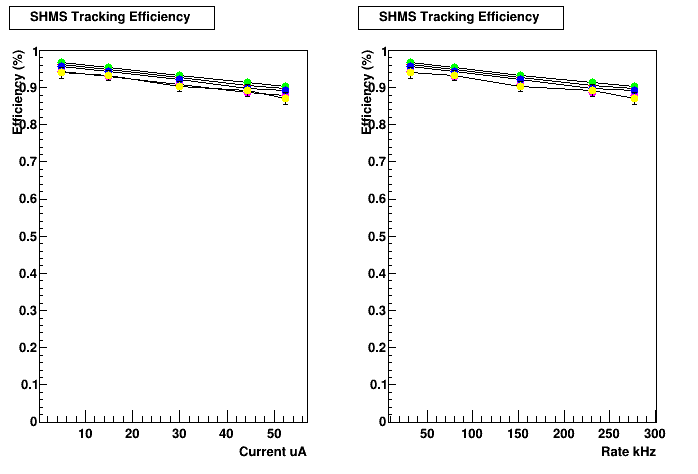 SHMS Tracking Efficiency
Efficiency (%)
1
0.9
0.8
0.7
0.6
0.5
0.4
0.3
0.2
0.1
0
10 20 30 40 50
Current uA
SHMS Tracking Efficiency
Efficiency (%)
1
0.9
0.8
0.7
0.6
0.5
0.4
0.3
0.2
0.1
0
50 100 150 200 250 300
Rate kHz